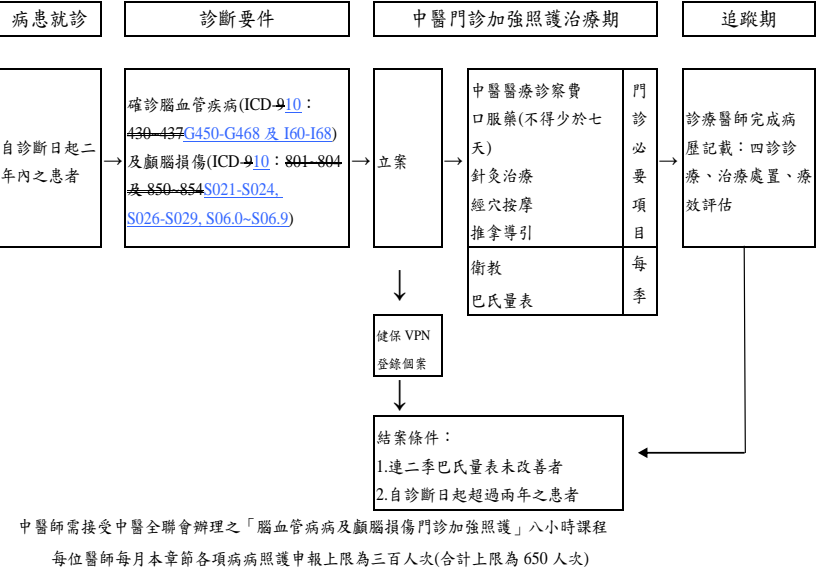 病患就診
診斷要件
中醫門診加強照護治療期
追蹤期
自診斷日起二
年內之患者
→
確診腦血管疾病(ICD-910：
430~437G450-G468 及 I60-I68)
及顱腦損傷(ICD-910：801~804
及 850~854S021-S024,
S026-S029, S06.0~S06.9)
→
立案
→
中醫醫療診察費
口服藥(不得少於七
天)
針灸治療
經穴按摩
推拿導引
門
診
必
要
項
目
衛教
巴氏量表
每
季
→
診療醫師完成病
歷記載：四診診
療、治療處置、療
效評估
健保 VPN
登錄個案
結案條件：
1.連二季巴氏量表未改善者
2.自診斷日起超過兩年之患者
中醫師需接受中醫全聯會辦理之「腦血管病病及顱腦損傷門診加強照護」八小時課程
每位醫師每月本章節各項病病照護申報上限為三百人次(合計上限為 650 人次)